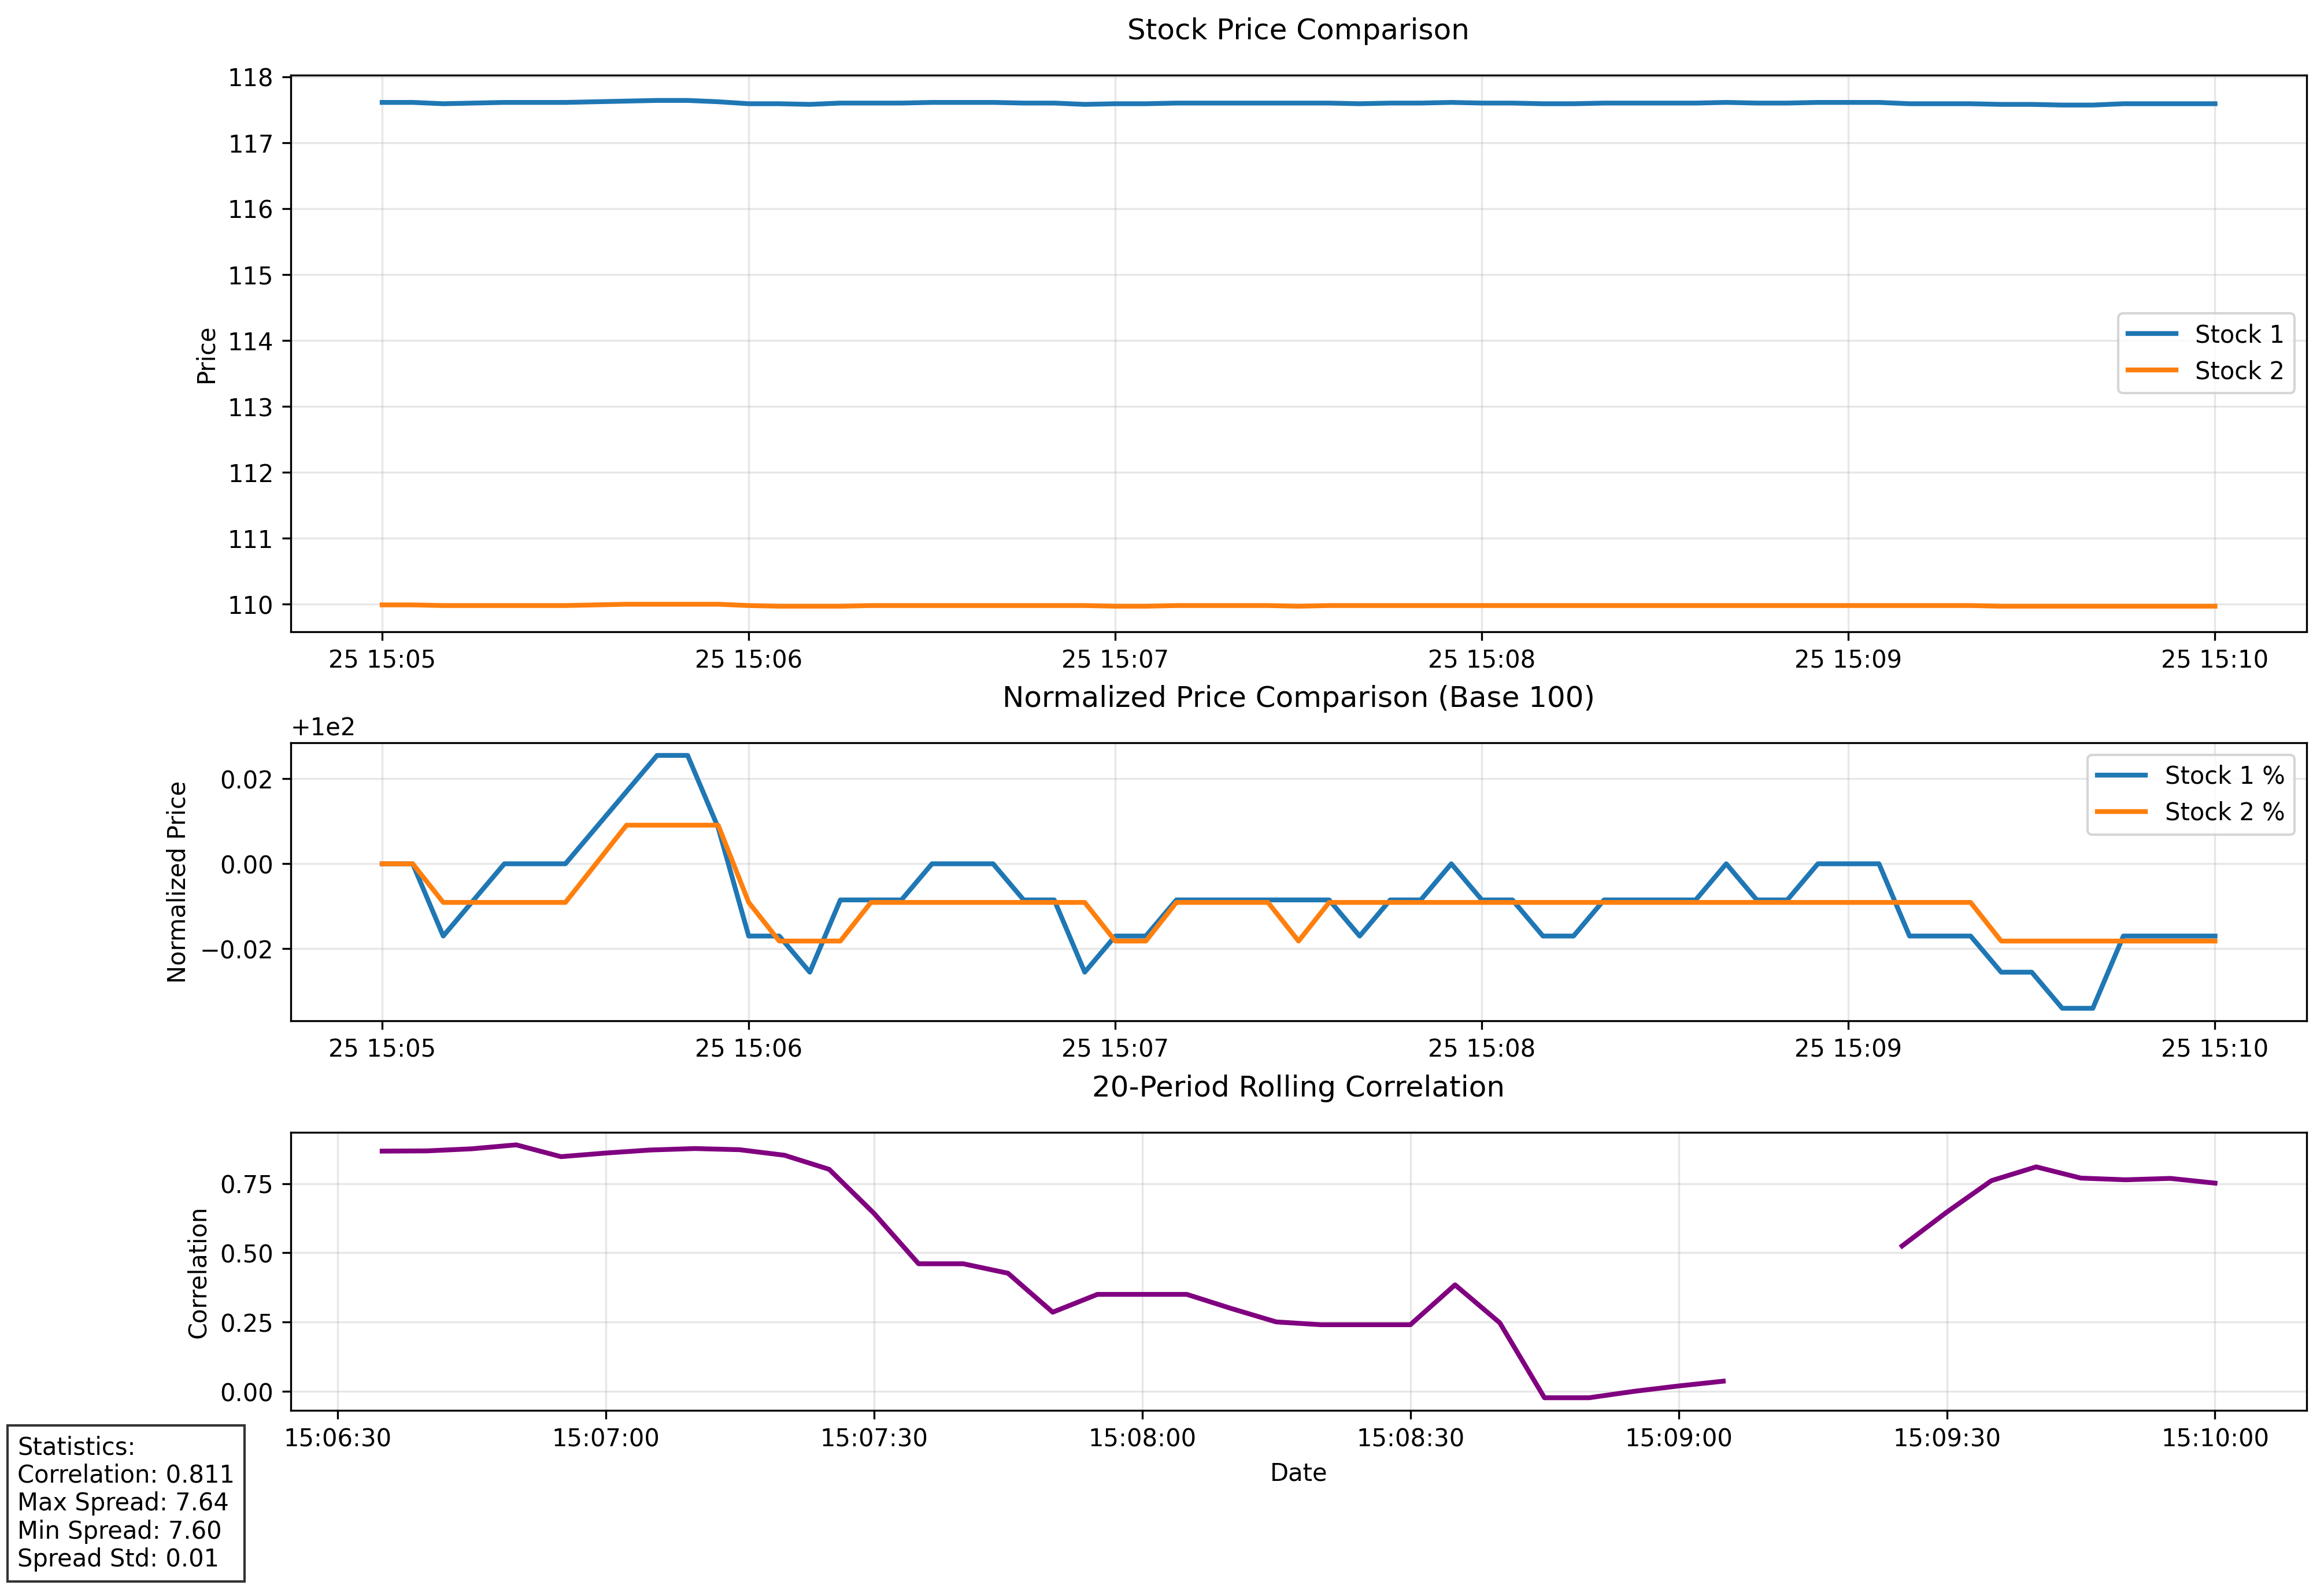 Stock Price Comparison
118
117
116
115
114
113
112
111
110
Price
Stock 1
Stock 2
25 15:05 25 15:06 25 15:07 25 15:08 25 15:09 25 15:10
Normalized Price Comparison (Base 100)
+1e2
0.02
0.00
−0.02
Normalized Price
Stock 1 %
Stock 2 %
25 15:05 25 15:06 25 15:07 25 15:08 25 15:09 25 15:10
20-Period Rolling Correlation
0.75
0.50
0.25
0.00
Correlation
15:06:30 15:07:00 15:07:30 15:08:00 15:08:30 15:09:00 15:09:30 15:10:00
Date
Statistics:
Correlation: 0.811
Max Spread: 7.64
Min Spread: 7.60
Spread Std: 0.01